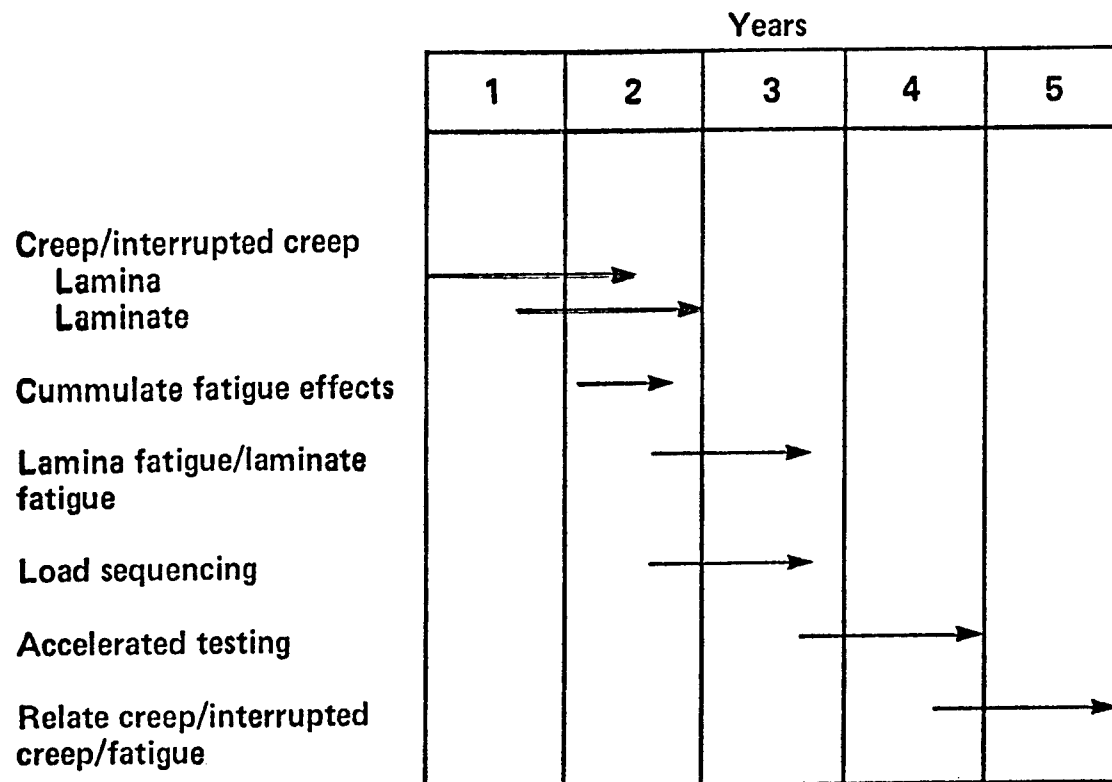 Years
1 2 3 4 5
Creep/interrupted creep
Lamina
Laminate
Cummulate fatigue effects
Lamina fatigue/laminate
fatigue
Load sequencing
Accelerated testing
Relate creep/interrupted
creep/fatigue